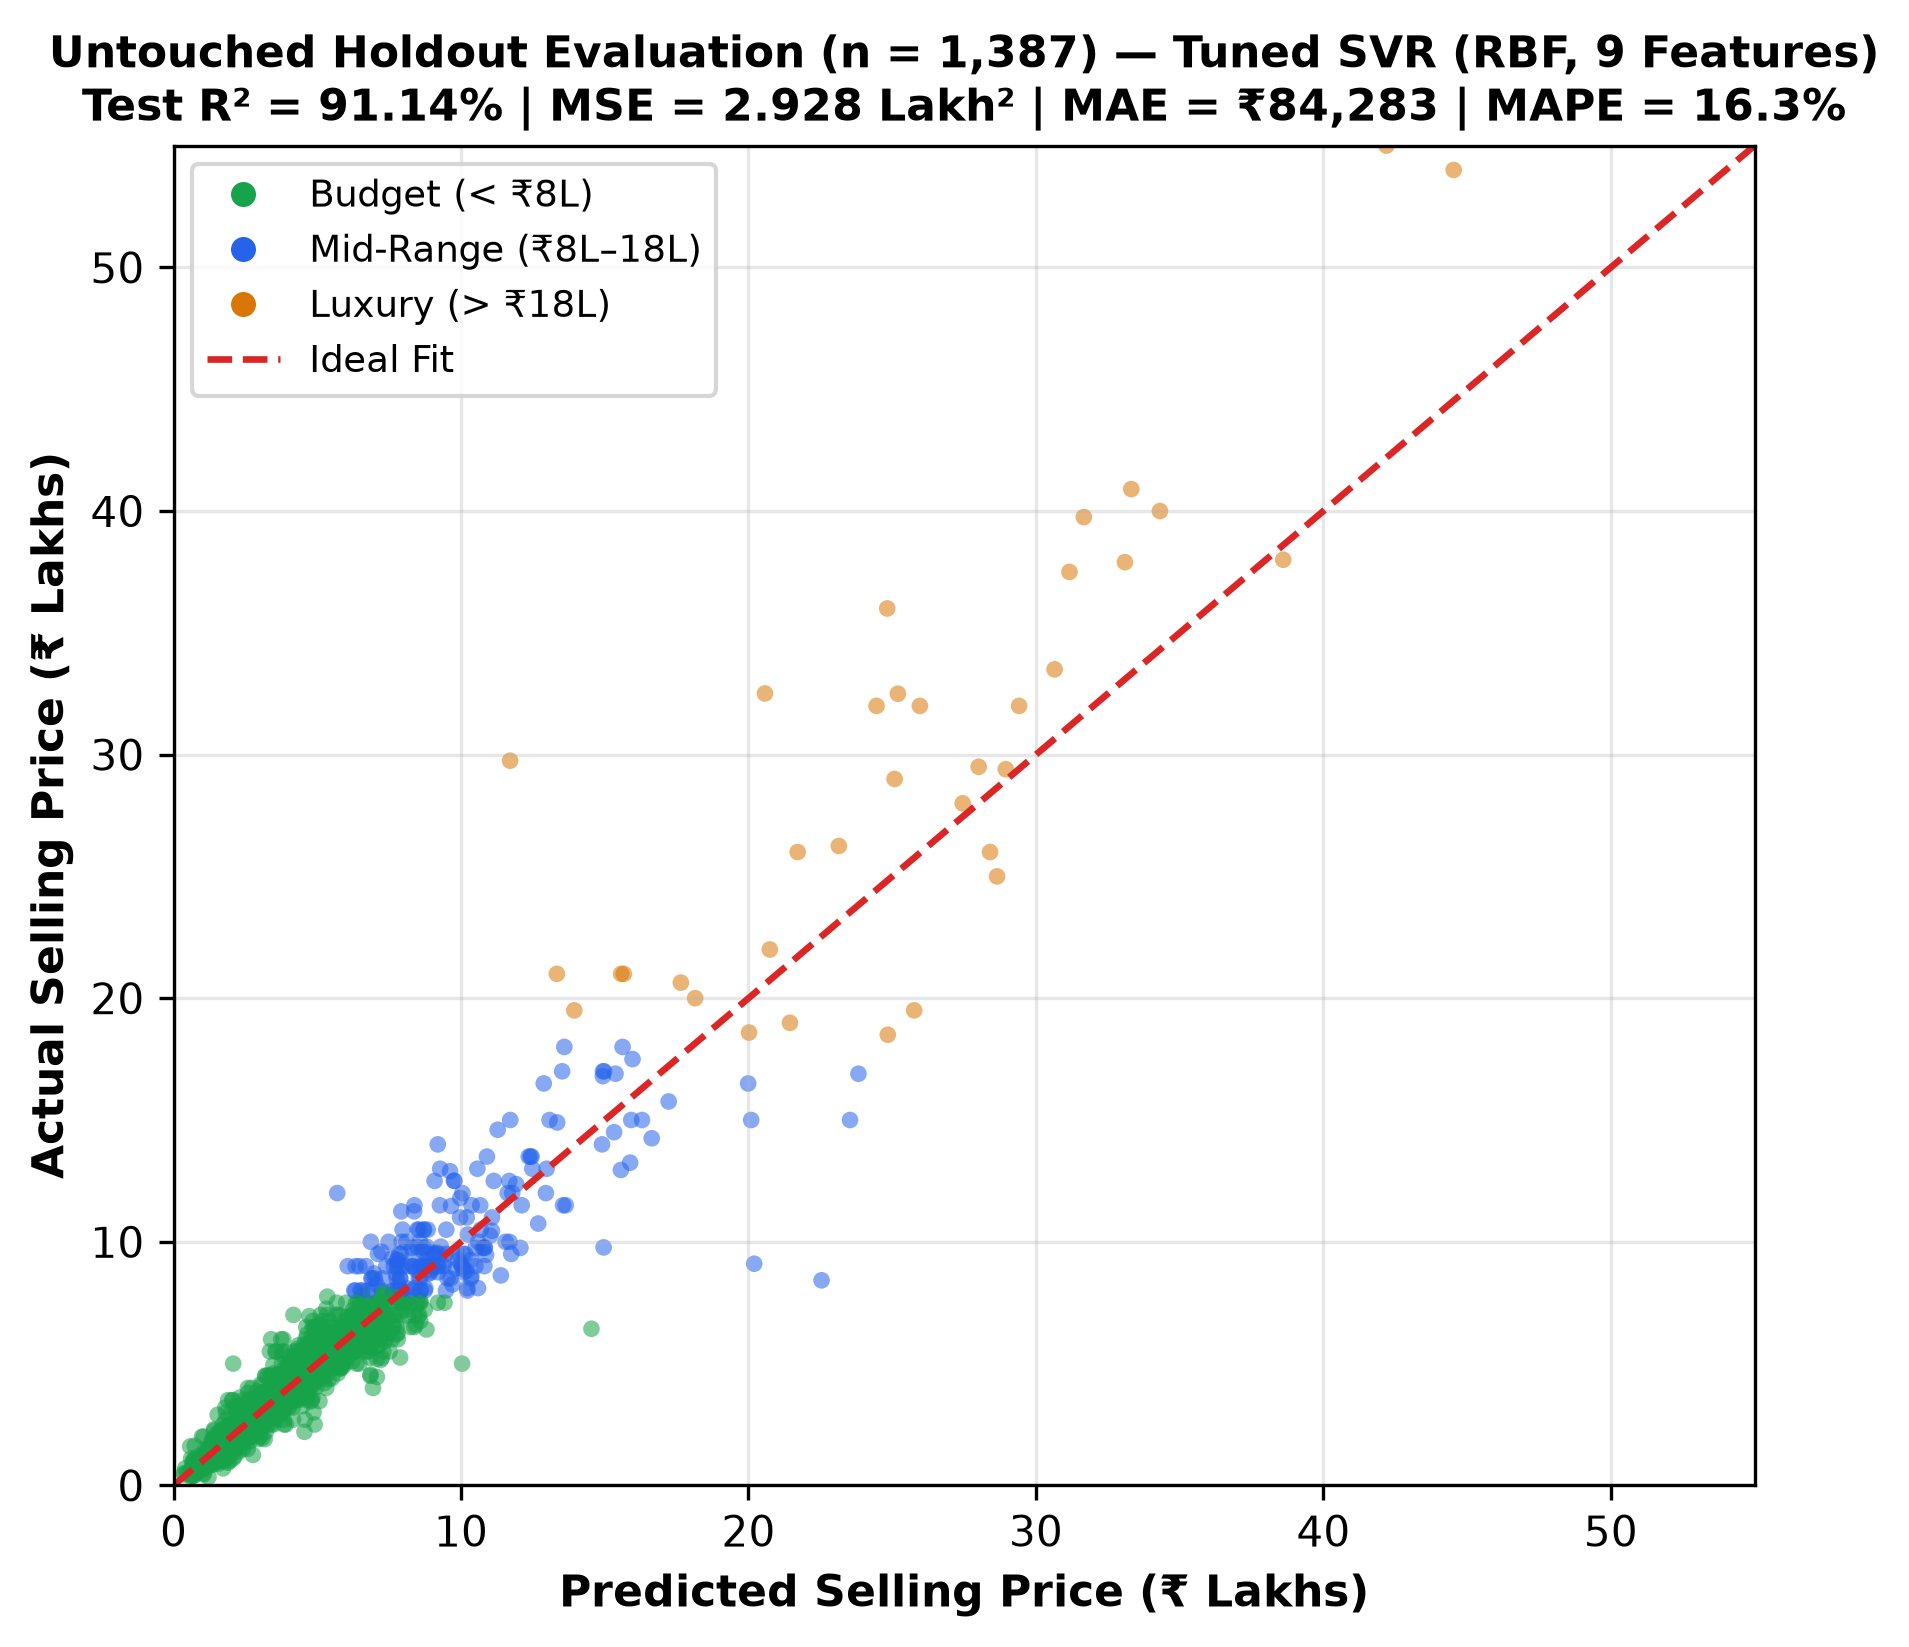 Untouched Holdout Evaluation (n = 1,387) — Tuned SVR (RBF, 9 Features)
Test R² = 91.14% | MSE = 2.928 Lakh² | MAE = ₹84,283 | MAPE = 16.3%
Budget (< ₹8L)
Mid-Range (₹8L–18L)
Luxury (> ₹18L)
Ideal Fit
Actual Selling Price (₹ Lakhs)
50
40
30
20
10
0
0 10 20 30 40 50
Predicted Selling Price (₹ Lakhs)